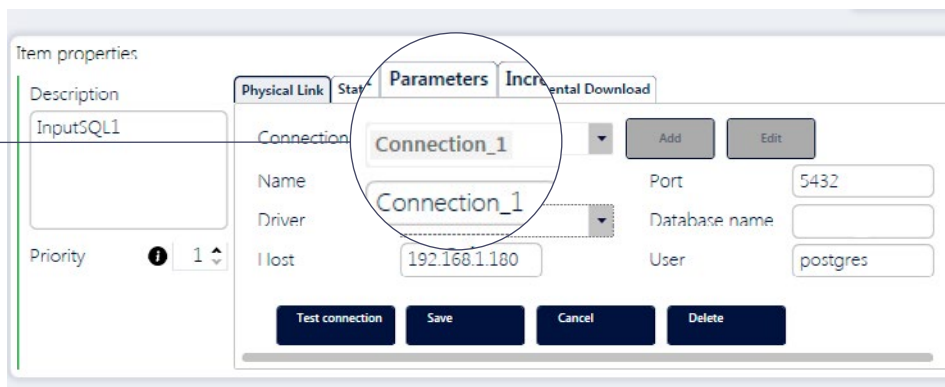 Item properties
Description
InputSQL1
Priority
1
Physical Link
Parameters
Download
Connection
Connection_1
Add
Edit
Name
Connection_1
Port
5432
Driver
Database name
Host
192.168.1.180
User
postgres
Test connection
Save
Cancel
Delete